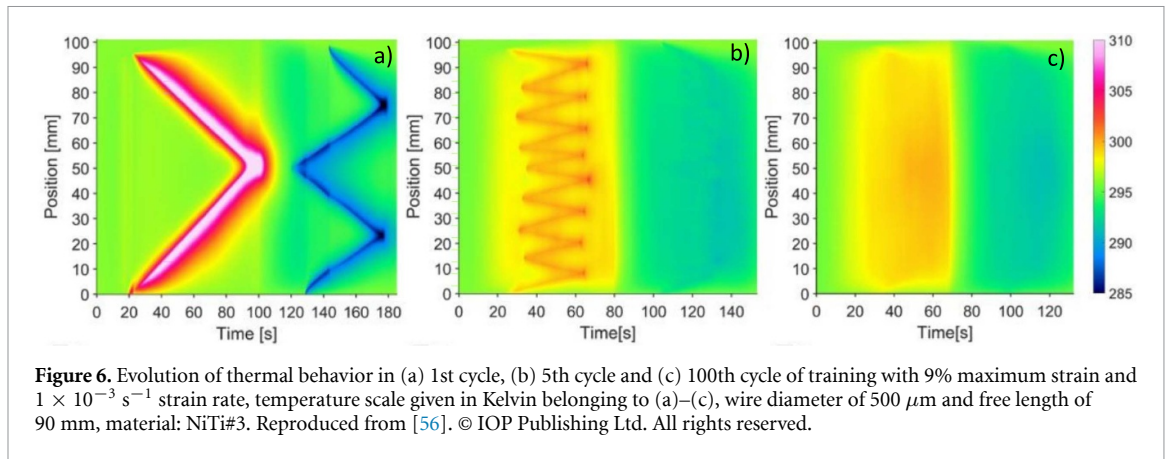 a)
b)
c)
100
90
80
70
60
50
40
30
20
10
0
Position [mm]
0 20 40 60 80 100 120 140 160 180
Time [s]
100
90
80
70
60
50
40
30
20
10
0
Position [mm]
0 20 40 60 80 100 120 140
Time[s]
100
90
80
70
60
50
40
30
20
10
0
Position [mm]
0 20 40 60 80 100 120
Time[s]
310
305
300
295
290
285
Figure 6. Evolution of thermal behavior in (a) 1st cycle, (b) 5th cycle and (c) 100th cycle of training with 9% maximum strain and
1 × 10⁻³ s⁻¹ strain rate, temperature scale given in Kelvin belonging to (a)–(c), wire diameter of 500 μm and free length of
90 mm, material: NiTi#3. Reproduced from [56]. © IOP Publishing Ltd. All rights reserved.